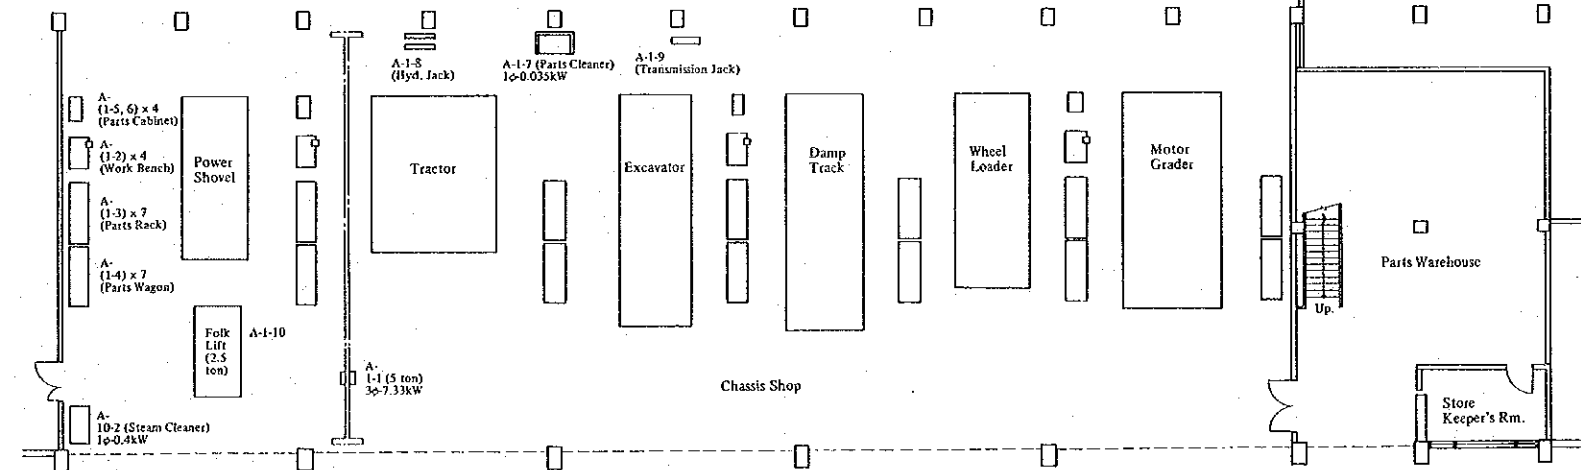 A-1-8
(Hyd. Jack)
A-1-7 (Parts Cleaner)
1φ-0.035kW
A-1-9
(Transmission Jack)
A-
(1-5, 6) x 4
(Parts Cabinet)
A-
(1-2) x 4
(Work Bench)
A-
(1-3) x 7
(Parts Rack)
A-
(1-4) x 7
(Parts Wagon)
Power
Shovel
Tractor
Excavator
Damp
Track
Wheel
Loader
Motor
Grader
Parts Warehouse
Up.
Folk
Lift
(2.5
ton)
A-1-10
A-
1-1 (5 ton)
3φ-7.33kW
Chassis Shop
A-
10-2 (Steam Cleaner)
1φ-0.4kW
Store
Keeper's Rm.